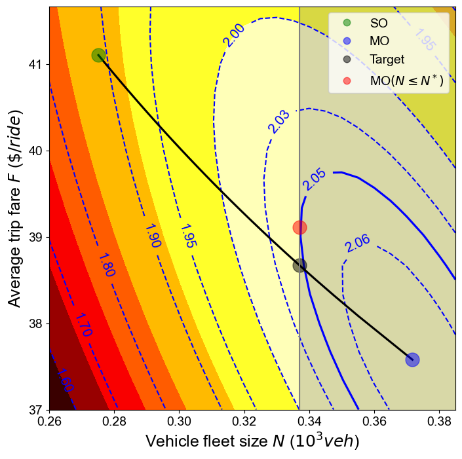 SO
MO
Target
MO(N ≤ N*)
2.00
1.95
2.03
2.05
2.06
1.95
1.90
1.80
1.70
1.60
41
40
39
38
37
0.26 0.28 0.30 0.32 0.34 0.36 0.38
Average trip fare F ($/ride)
Vehicle fleet size N (10³veh)